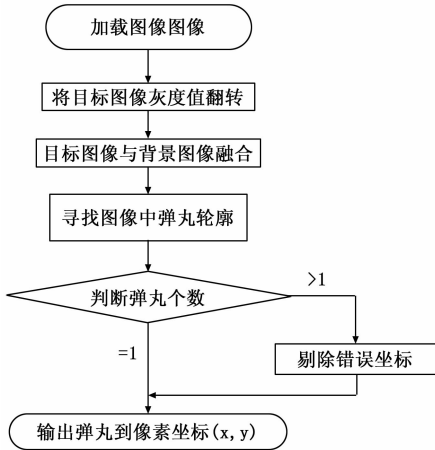 加载图像图像
将目标图像灰度值翻转
目标图像与背景图像融合
寻找图像中弹丸轮廓
判断弹丸个数
>1
=1
剔除错误坐标
输出弹丸到像素坐标(x,y)